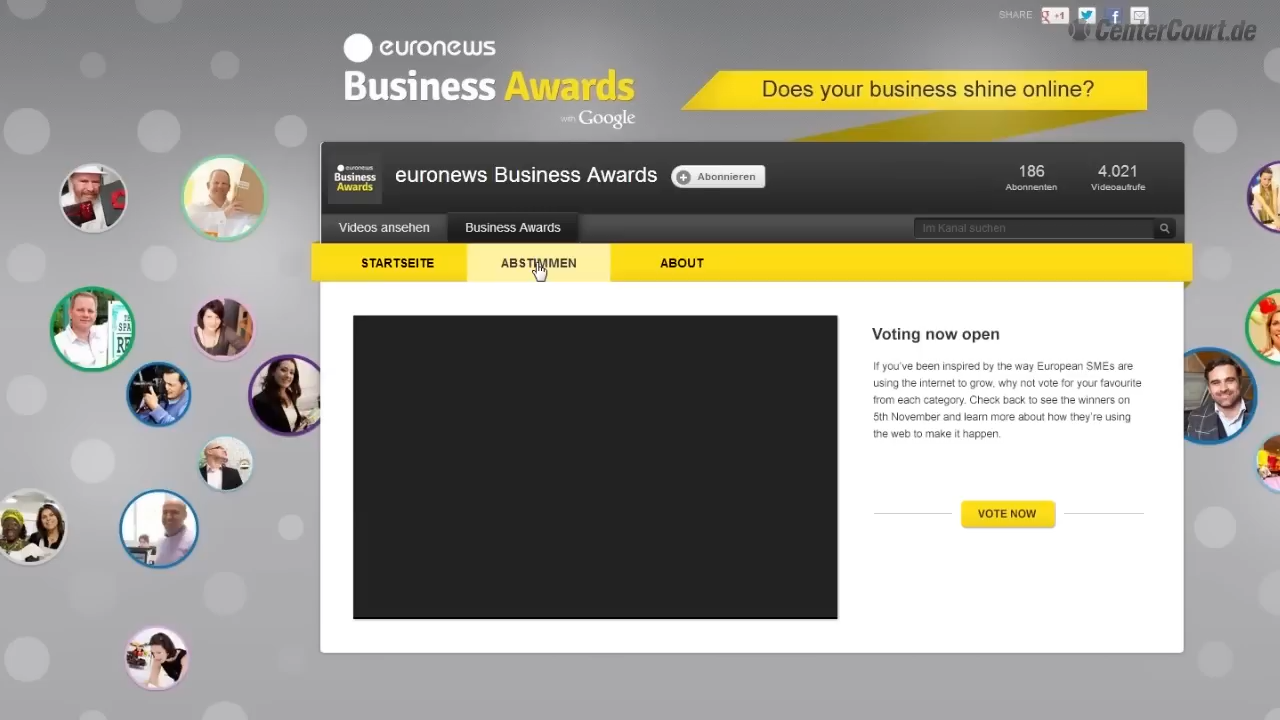 SHARE
+1
CenterCourt.de
euronews
Business Awards
with Google
Does your business shine online?
euronews
Business
Awards
euronews Business Awards
Abonnieren
186
Abonnenten
4.021
Videoaufrufe
Videos ansehen
Business Awards
Im Kanal suchen
STARTSEITE
ABSTIMMEN
ABOUT
Voting now open
If you've been inspired by the way European SMEs are
using the internet to grow, why not vote for your favourite
from each category. Check back to see the winners on
5th November and learn more about how they're using
the web to make it happen.
VOTE NOW